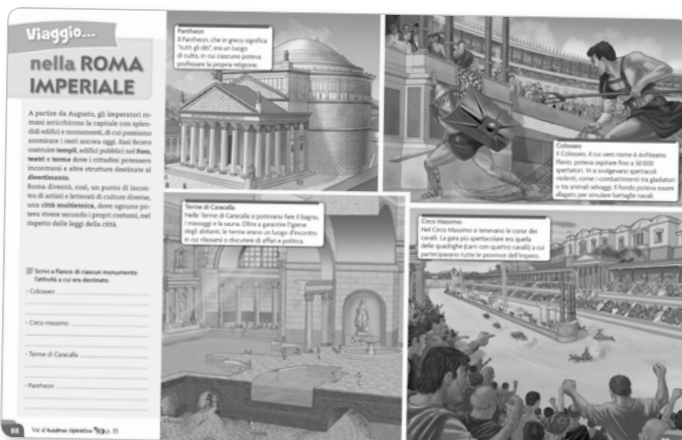 Viaggio...
nella ROMA
IMPERIALE
A partire da Augusto, gli imperatori ro-
mani arricchirono la capitale con splen-
didi edifici e monumenti, di cui possiamo
ammirare i resti ancora oggi. Essi fecero
costruire templi, edifici pubblici nel Foro,
teatri e terme dove i cittadini potessero
incontrarsi e altre strutture destinate al
divertimento.
Roma diventò, così, un punto di incon-
tro di artisti e letterati di culture diverse,
una città multietnica, dove ognuno po-
teva vivere secondo i propri costumi, nel
rispetto delle leggi della città.
Scrivi a fianco di ciascun monumento
l'attività a cui era destinato.
- Colosseo
- Circo massimo
- Terme di Caracalla
- Pantheon
88
Vai al Quaderno Operativo p. 35
Pantheon
Il Pantheon, che in greco significa
"tutti gli dèi", era un luogo
di culto, in cui ciascuno poteva
professare la propria religione.
Colosseo
Il Colosseo, il cui vero nome è Anfiteatro
Flavio, poteva ospitare fino a 50 000
spettatori. Vi si svolgevano spettacoli
violenti, come i combattimenti tra gladiatori
o tra animali selvaggi. Il fondo poteva essere
allagato per simulare battaglie navali.
Terme di Caracalla
Nelle Terme di Caracalla si potevano fare il bagno,
i massaggi e la sauna. Oltre a garantire l'igiene
degli abitanti, le terme erano un luogo d'incontro
in cui rilassarsi o discutere di affari e politica.
Circo Massimo
Nel Circo Massimo si tenevano le corse dei
cavalli. La gara più spettacolare era quella
delle quadrighe (carri con quattro cavalli) a cui
partecipavano tutte le province dell'Impero.